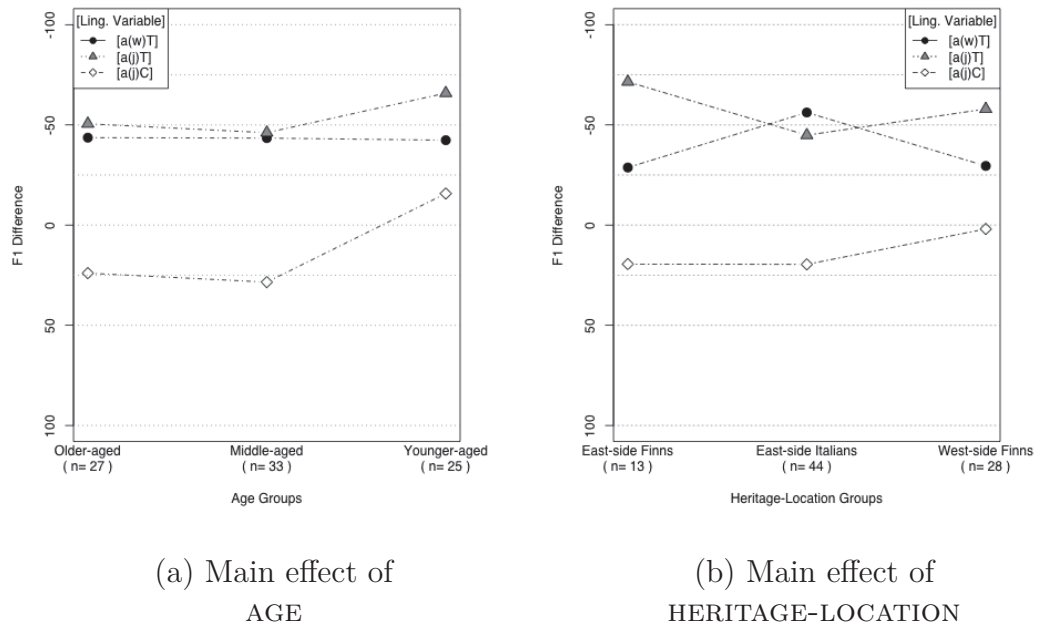 [Ling. Variable]
[a(w)T]
[a(j)T]
[a(j)C]
-100
-50
0
50
100
F1 Difference
Older-aged
( n= 27 )
Middle-aged
( n= 33 )
Younger-aged
( n= 25 )
Age Groups
[Ling. Variable]
[a(w)T]
[a(j)T]
[a(j)C]
-100
-50
0
50
100
F1 Difference
East-side Finns
( n= 13 )
East-side Italians
( n= 44 )
West-side Finns
( n= 28 )
Heritage-Location Groups
(a) Main effect of
AGE
(b) Main effect of
HERITAGE-LOCATION